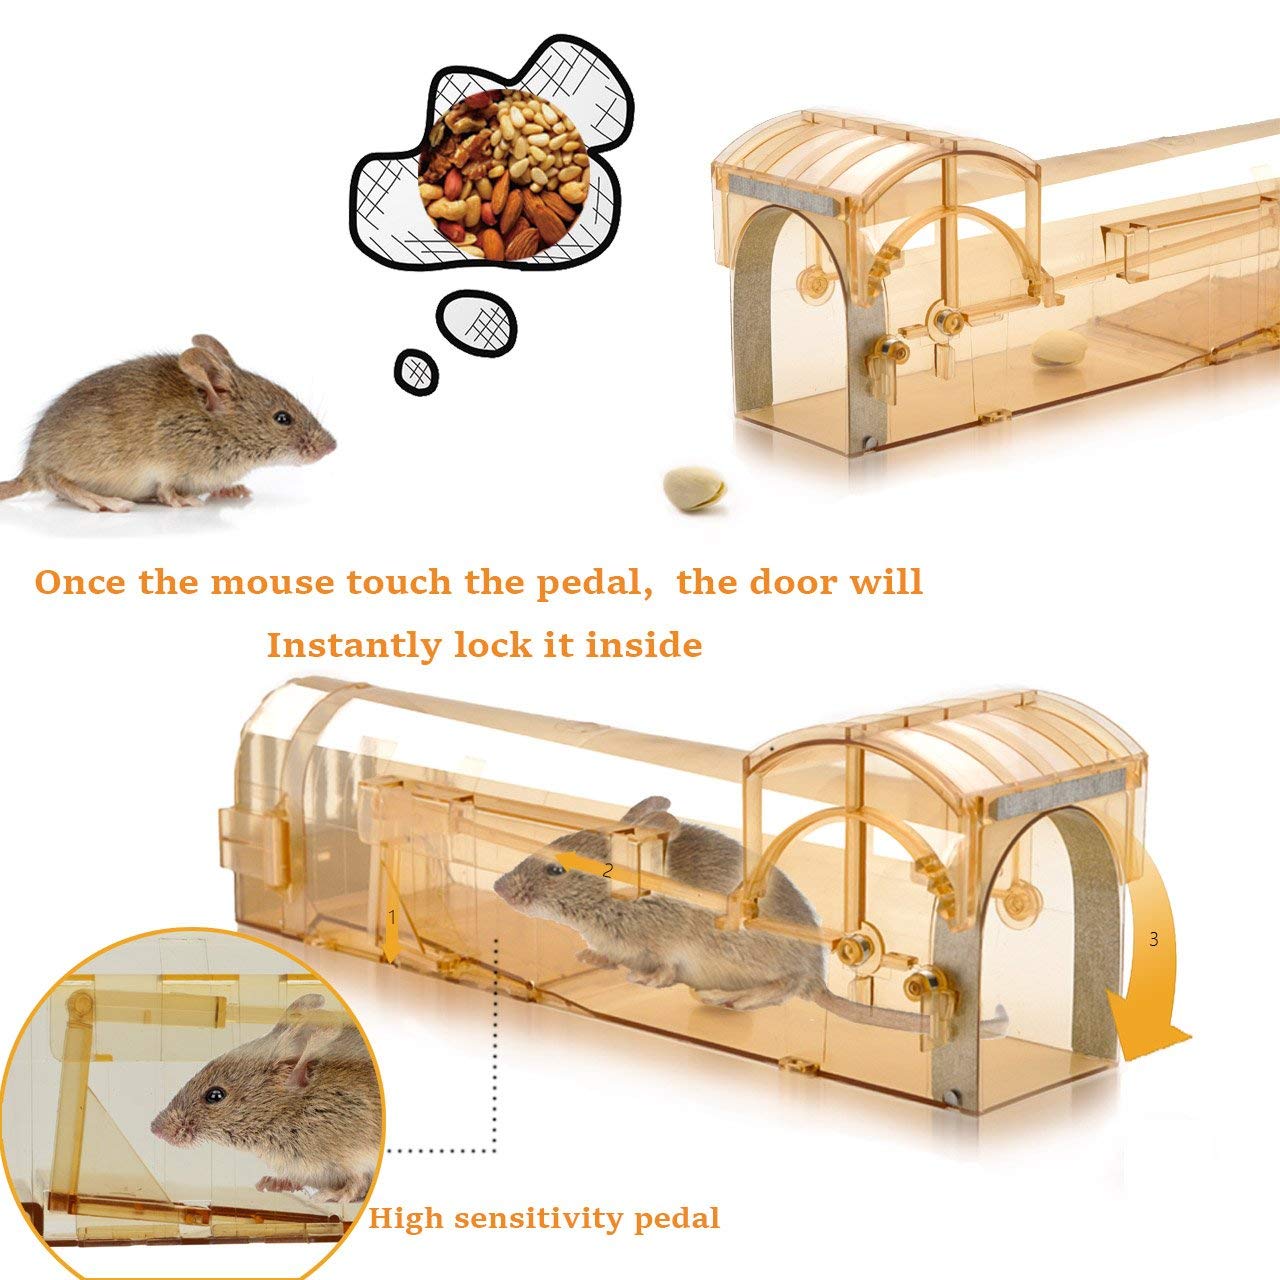 Once the mouse touch the pedal, the door will
Instantly lock it inside
2
1
3
High sensitivity pedal